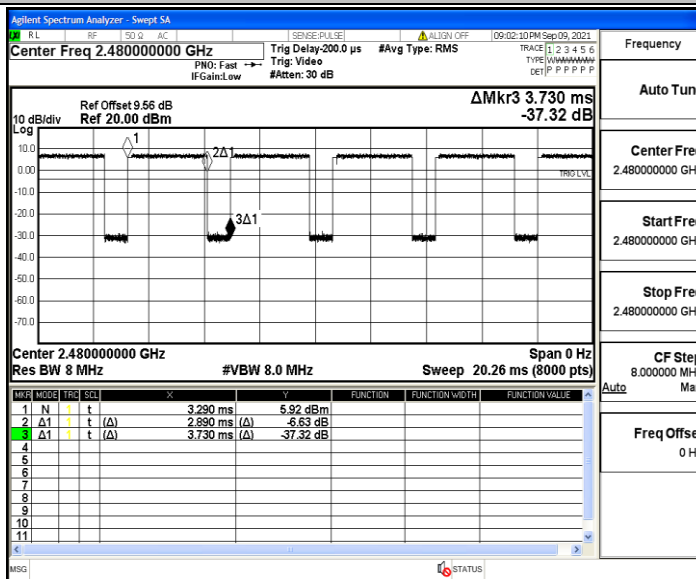 Agilent Spectrum Analyzer - Swept SA
RL RF 50 Ω AC SENSE:PULSE ALIGN OFF 09:02:10 PM Sep 09, 2021
Center Freq 2.480000000 GHz
PNO: Fast
IFGain:Low
Trig Delay-200.0 µs
Trig: Video
#Atten: 30 dB
#Avg Type: RMS
TRACE 1 2 3 4 5 6
TYPE
DET P P P P P P
Ref Offset 9.56 dB
Ref 20.00 dBm
10 dB/div
Log
ΔMkr3 3.730 ms
-37.32 dB
10.0
0.00
-10.0
-20.0
-30.0
-40.0
-50.0
-60.0
-70.0
1
2Δ1
3Δ1
TRIG LVL
Center 2.480000000 GHz
Res BW 8 MHz
#VBW 8.0 MHz
Span 0 Hz
Sweep 20.26 ms (8000 pts)
MKR MODE TRC SCL X Y FUNCTION FUNCTION WIDTH FUNCTION VALUE
1 N 1 t 3.290 ms 5.92 dBm
2 Δ1 1 t (Δ) 2.890 ms (Δ) -6.63 dB
3 Δ1 1 t (Δ) 3.730 ms (Δ) -37.32 dB
4
5
6
7
8
9
10
11
MSG
STATUS
Frequency
Auto Tun
Center Fre
2.480000000 GH
Start Fre
2.480000000 GH
Stop Fre
2.480000000 GH
CF Step
8.000000 MH
Auto Ma
Freq Offse
0 H